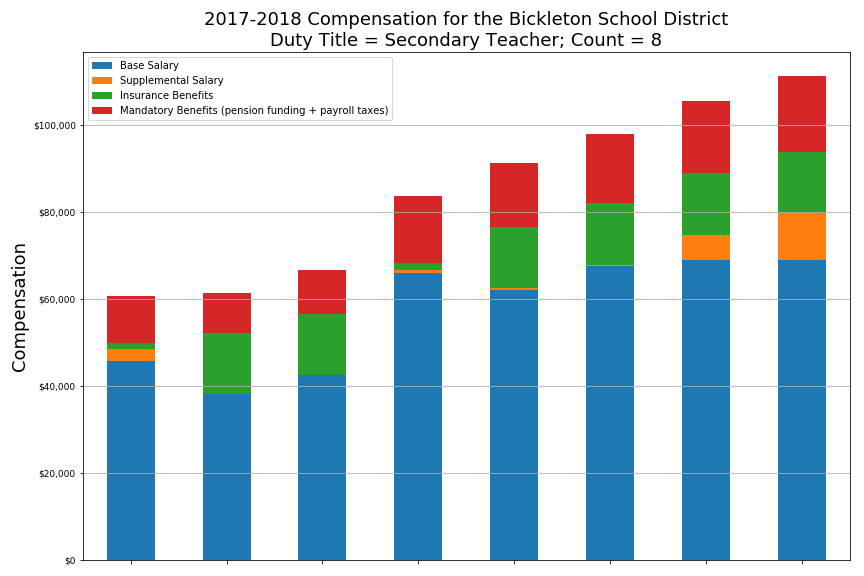 2017-2018 Compensation for the Bickleton School District
Duty Title = Secondary Teacher; Count = 8
Base Salary
Supplemental Salary
Insurance Benefits
Mandatory Benefits (pension funding + payroll taxes)
$100,000
$80,000
$60,000
$40,000
$20,000
$0
Compensation